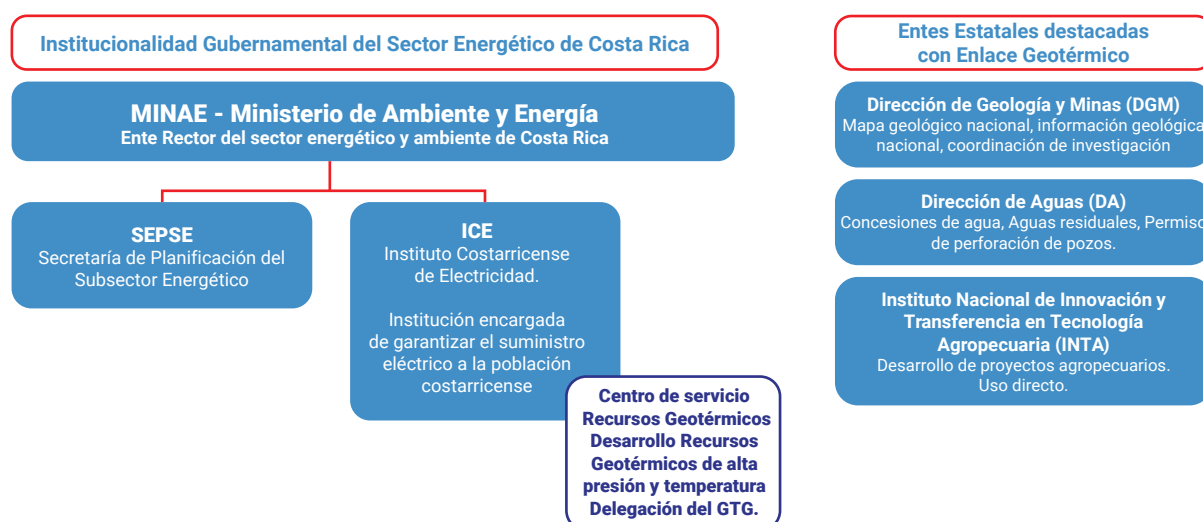 Institucionalidad Gubernamental del Sector Energético de Costa Rica
MINAE - Ministerio de Ambiente y Energía
Ente Rector del sector energético y ambiente de Costa Rica
SEPSE
Secretaría de Planificación del
Subsector Energético
ICE
Instituto Costarricense
de Electricidad.
Institución encargada
de garantizar el suministro
eléctrico a la población
costarricense
Centro de servicio
Recursos Geotérmicos
Desarrollo Recursos
Geotérmicos de alta
presión y temperatura
Delegación del GTG.
Entes Estatales destacadas
con Enlace Geotérmico
Dirección de Geología y Minas (DGM)
Mapa geológico nacional, información geológica
nacional, coordinación de investigación
Dirección de Aguas (DA)
Concesiones de agua, Aguas residuales, Permiso
de perforación de pozos.
Instituto Nacional de Innovación y
Transferencia en Tecnología
Agropecuaria (INTA)
Desarrollo de proyectos agropecuarios.
Uso directo.